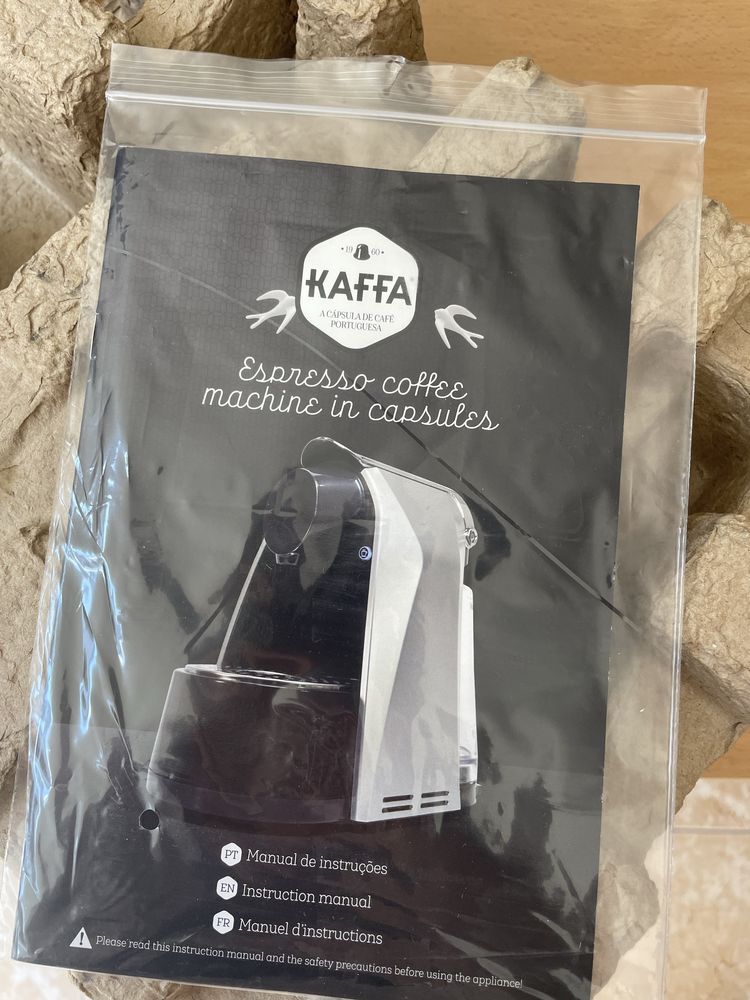 19 60
KAFFA
A CÁPSULA DE CAFÉ
PORTUGUESA
Espresso coffee
machine in capsules
PT Manual de instruções
EN Instruction manual
FR Manuel d'instructions
Please read this instruction manual and the safety precautions before using the appliance!